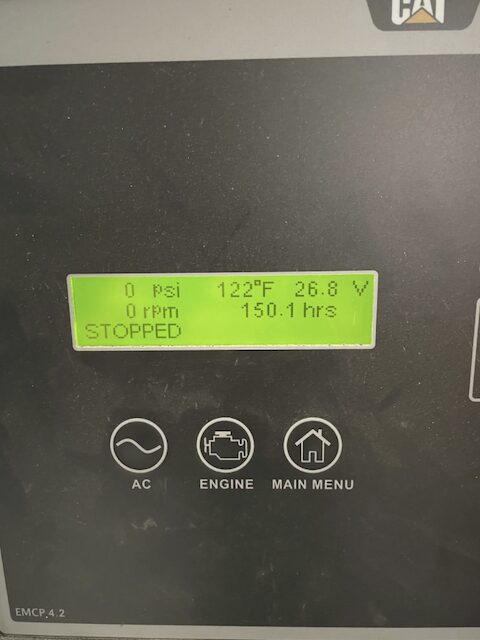 CAT
0 psi 122°F 26.8 V
0 rpm 150.1 hrs
STOPPED
AC ENGINE MAIN MENU
EMCP 4.2